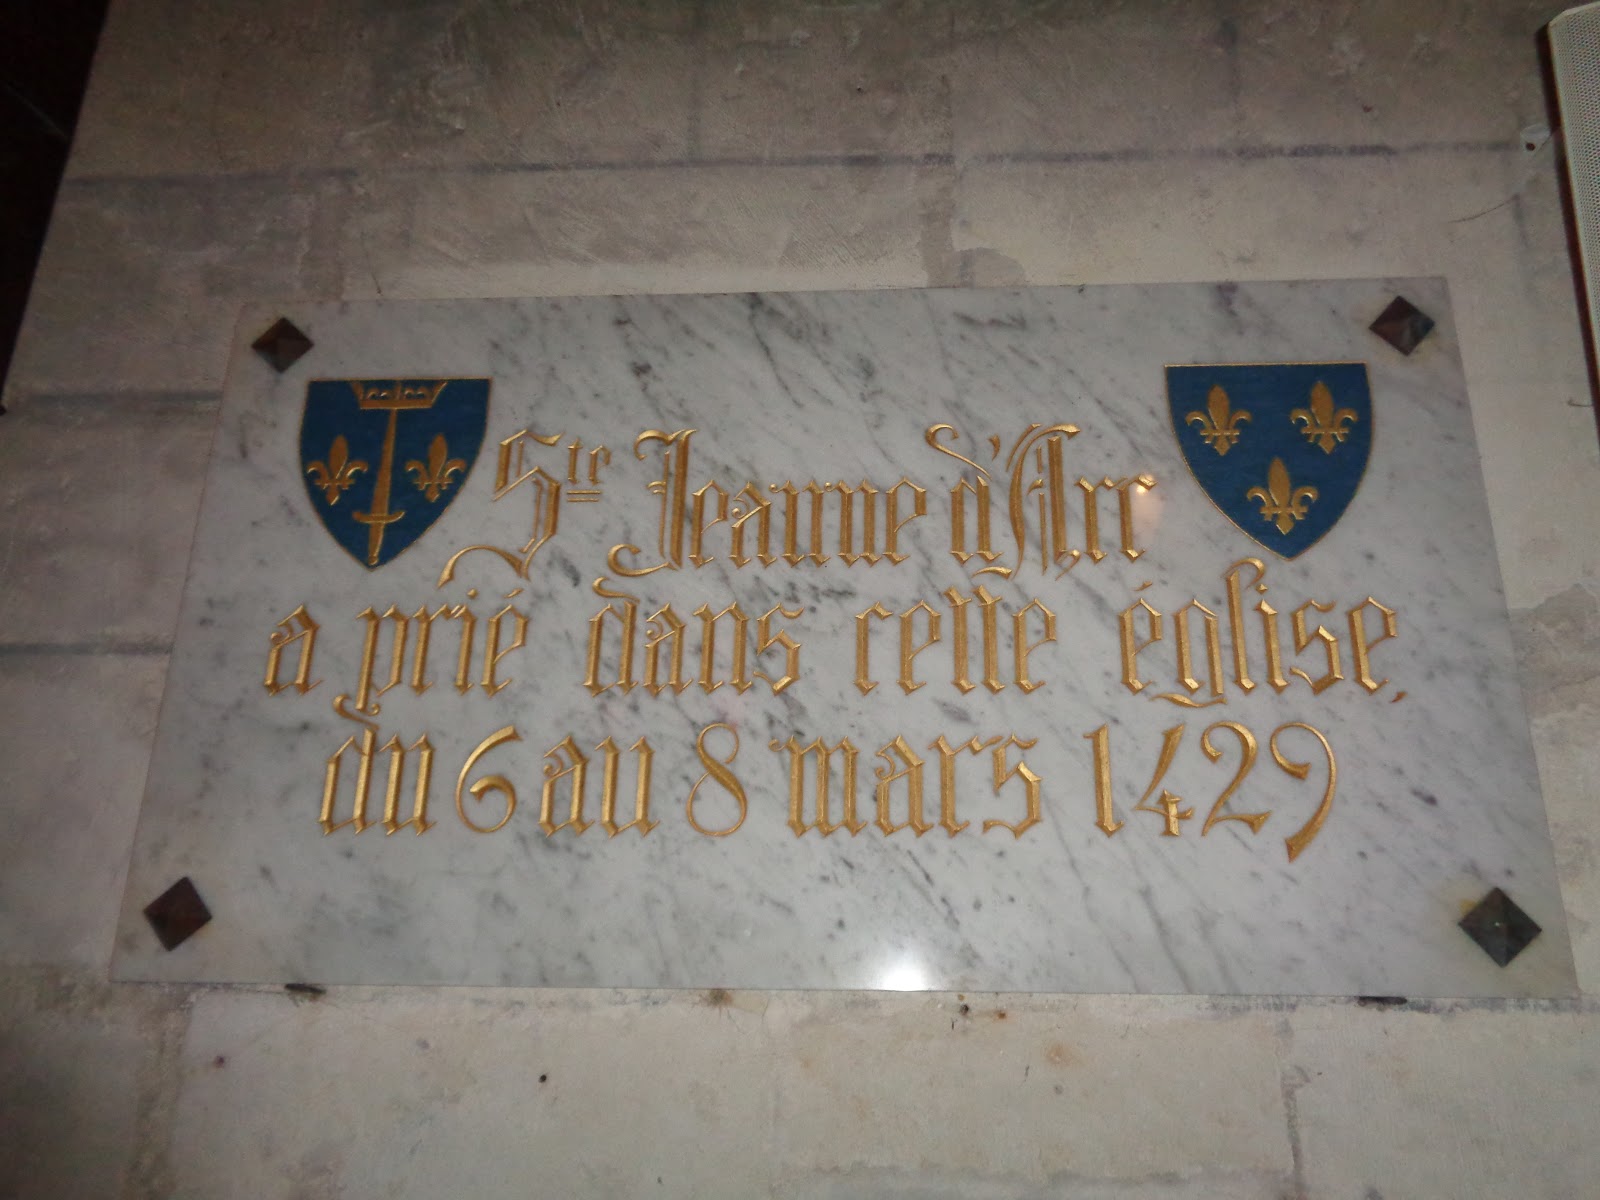 Ste Jeanne d'Arc
a prié dans cette église,
du 6 au 8 mars 1429